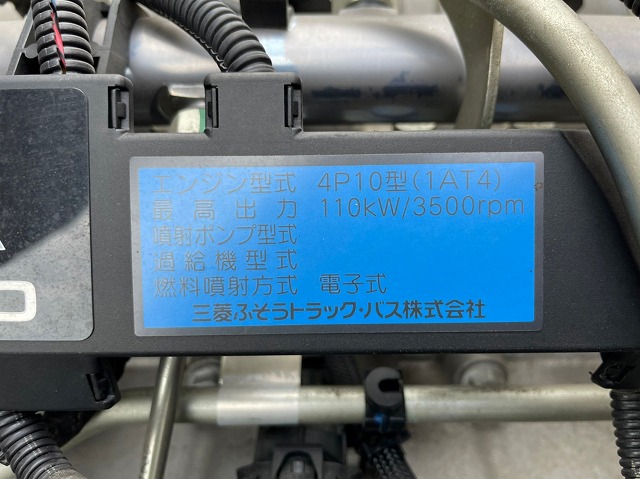 エンジン型式 4P10型(1AT4)
最高出力 110kW/3500rpm
噴射ポンプ型式
過給機型式
燃料噴射方式 電子式
三菱ふそうトラック・バス株式会社